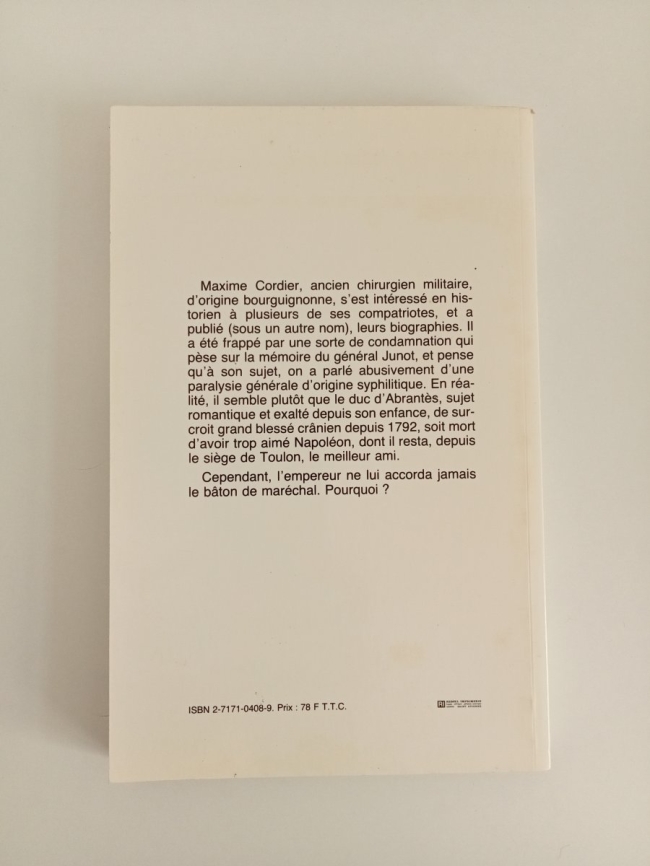 Maxime Cordier, ancien chirurgien militaire,
d'origine bourguignonne, s'est intéressé en his-
torien à plusieurs de ses compatriotes, et a
publié (sous un autre nom), leurs biographies. Il
a été frappé par une sorte de condamnation qui
pèse sur la mémoire du général Junot, et pense
qu'à son sujet, on a parlé abusivement d'une
paralysie générale d'origine syphilitique. En réa-
lité, il semble plutôt que le duc d'Abrantès, sujet
romantique et exalté depuis son enfance, de sur-
croit grand blessé crânien depuis 1792, soit mort
d'avoir trop aimé Napoléon, dont il resta, depuis
le siège de Toulon, le meilleur ami.
Cependant, l'empereur ne lui accorda jamais
le bâton de maréchal. Pourquoi ?
ISBN 2-7171-0408-9. Prix : 78 F T.T.C.